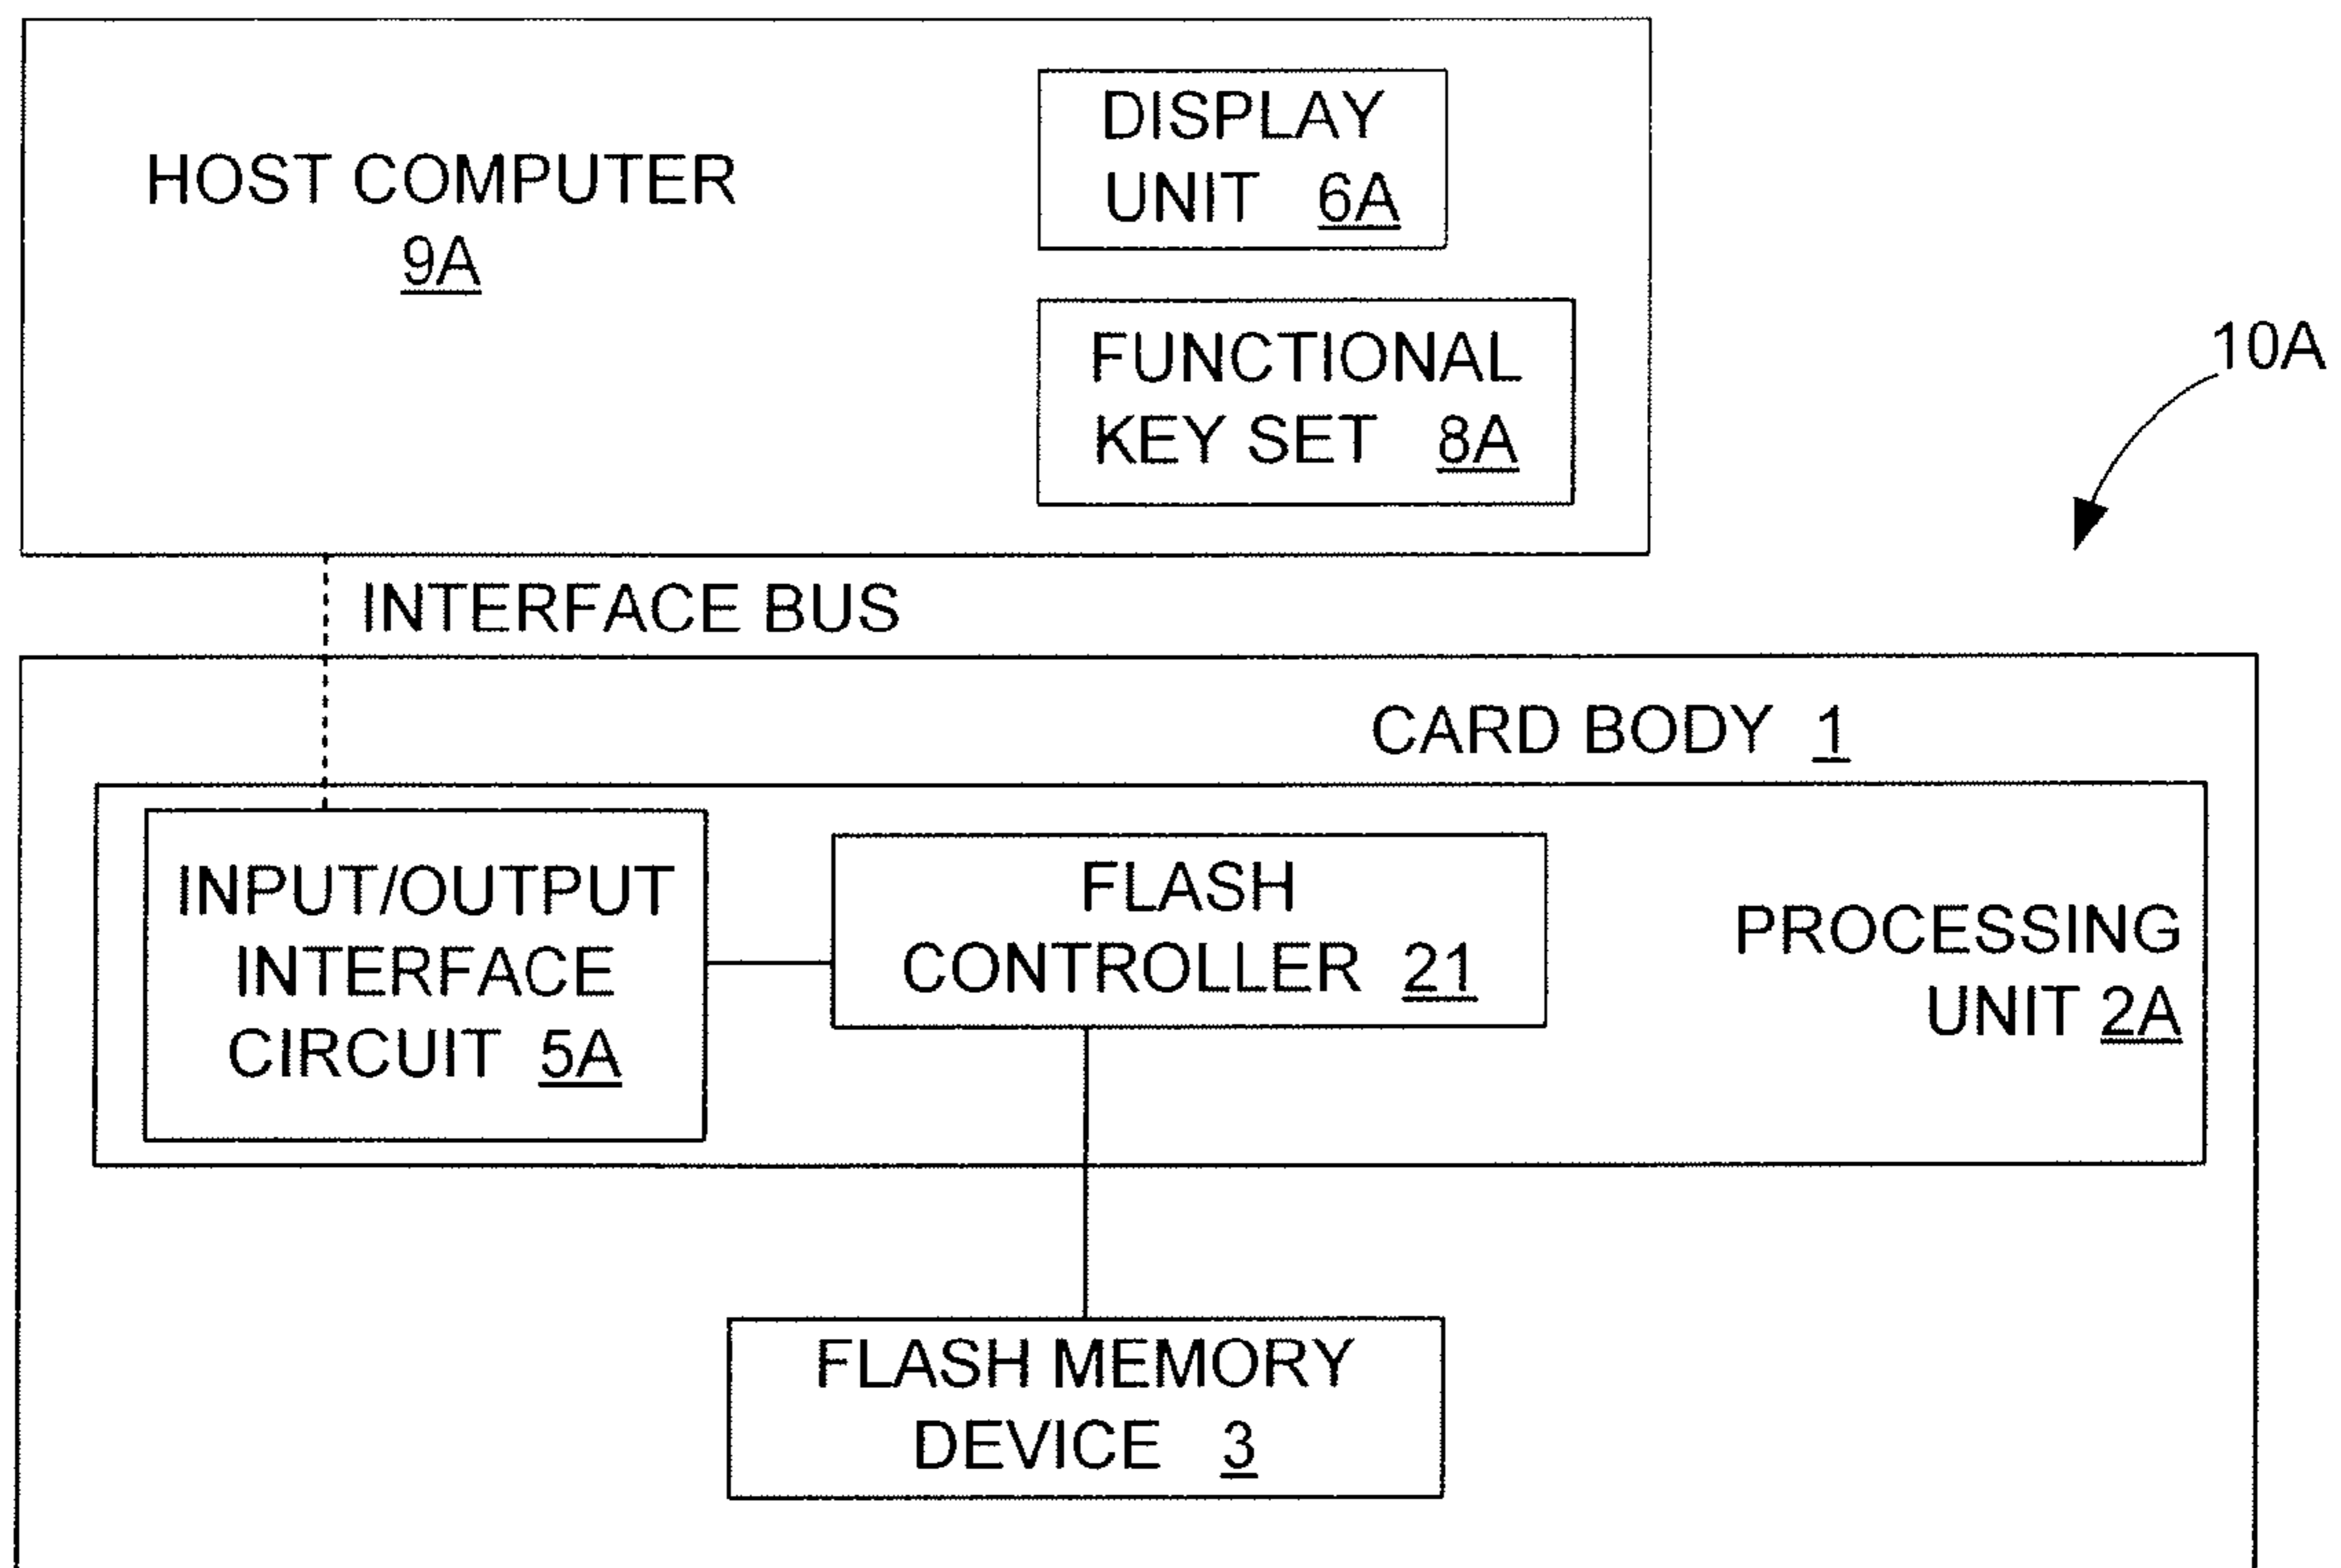 HOST COMPUTER
9A
DISPLAY
UNIT 6A
FUNCTIONAL
KEY SET 8A
10A
INTERFACE BUS
CARD BODY 1
INPUT/OUTPUT
INTERFACE
CIRCUIT 5A
FLASH
CONTROLLER 21
PROCESSING
UNIT 2A
FLASH MEMORY
DEVICE 3